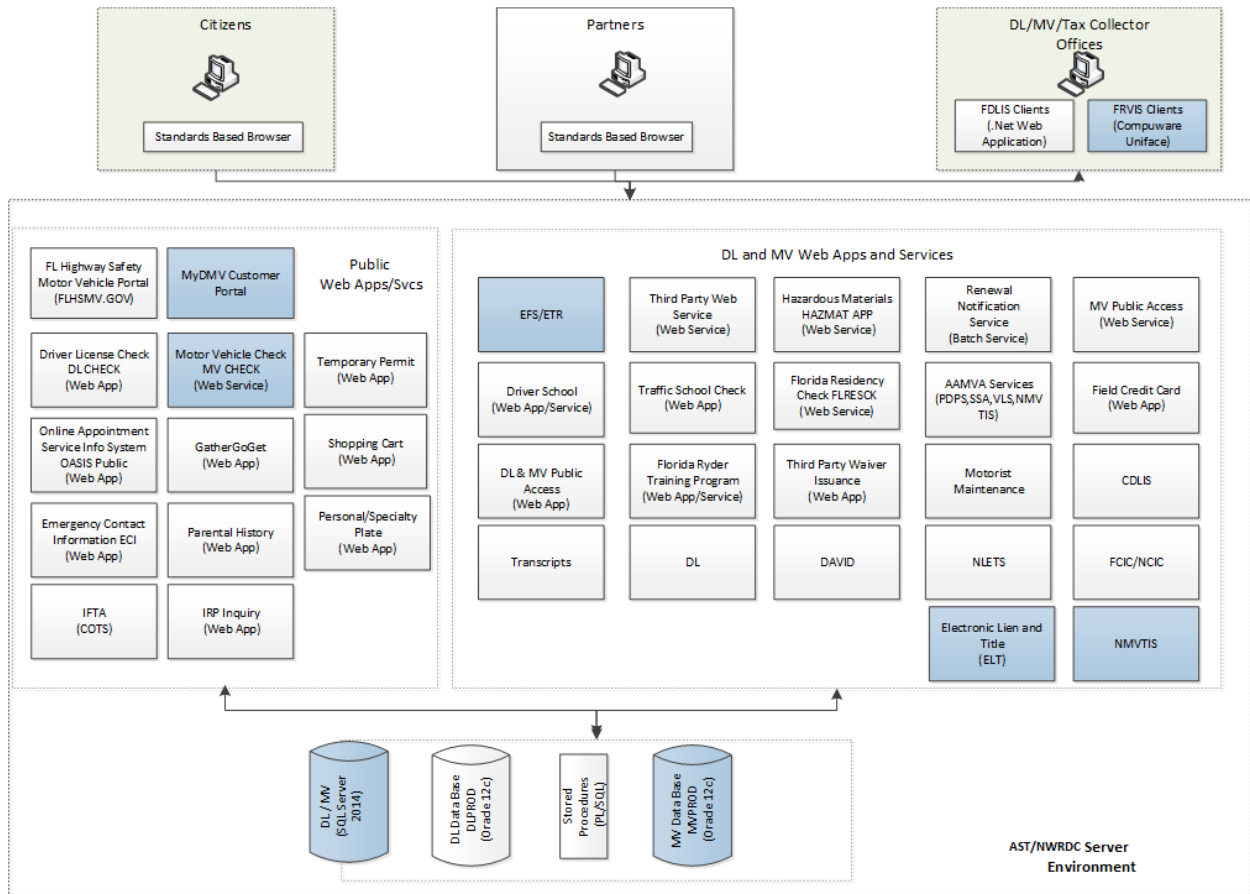 Citizens
Standards Based Browser
Partners
Standards Based Browser
DL/MV/Tax Collector
Offices
FDLIS Clients
(.Net Web
Application)
FRVIS Clients
(Compuware
Uniface)
Public
Web Apps/Svcs
FL Highway Safety
Motor Vehicle Portal
(FLHSMV.GOV)
MyDMV Customer
Portal
Driver License Check
DLCHECK
(Web App)
Motor Vehicle Check
MV CHECK
(Web Service)
Temporary Permit
(Web App)
Online Appointment
Service Info System
OASIS Public
(Web App)
GatherGoGet
(Web App)
Shopping Cart
(Web App)
Emergency Contact
Information ECI
(Web App)
Parental History
(Web App)
Personal/Specialty
Plate
(Web App)
IFTA
(COTS)
IRP Inquiry
(Web App)
DL and MV Web Apps and Services
EFS/ETR
Third Party Web
Service
(Web Service)
Hazardous Materials
HAZMAT APP
(Web Service)
Renewal
Notification
Service
(Batch Service)
MV Public Access
(Web Service)
Driver School
(Web App/Service)
Traffic School Check
(Web App)
Florida Residency
Check FLRESCK
(Web Service)
AAMVA Services
(PDPS,SSA,VLS,NMV
TIS)
Field Credit Card
(Web App)
DL & MV Public
Access
(Web App)
Florida Ryder
Training Program
(Web App/Service)
Third Party Waiver
Issuance
(Web App)
Motorist
Maintenance
CDLIS
Transcripts
DL
DAVID
NLETS
FCIC/NCIC
Electronic Lien and
Title
(ELT)
NMVTIS
DL / MV
(SQL Server
2014)
DL Data Base
DLPROD
(Orade 12c)
Stored
Procedures
(PL/SQL)
MV Data Base
MVPROD
(Orade 12c)
AST/NWRDC Server
Environment